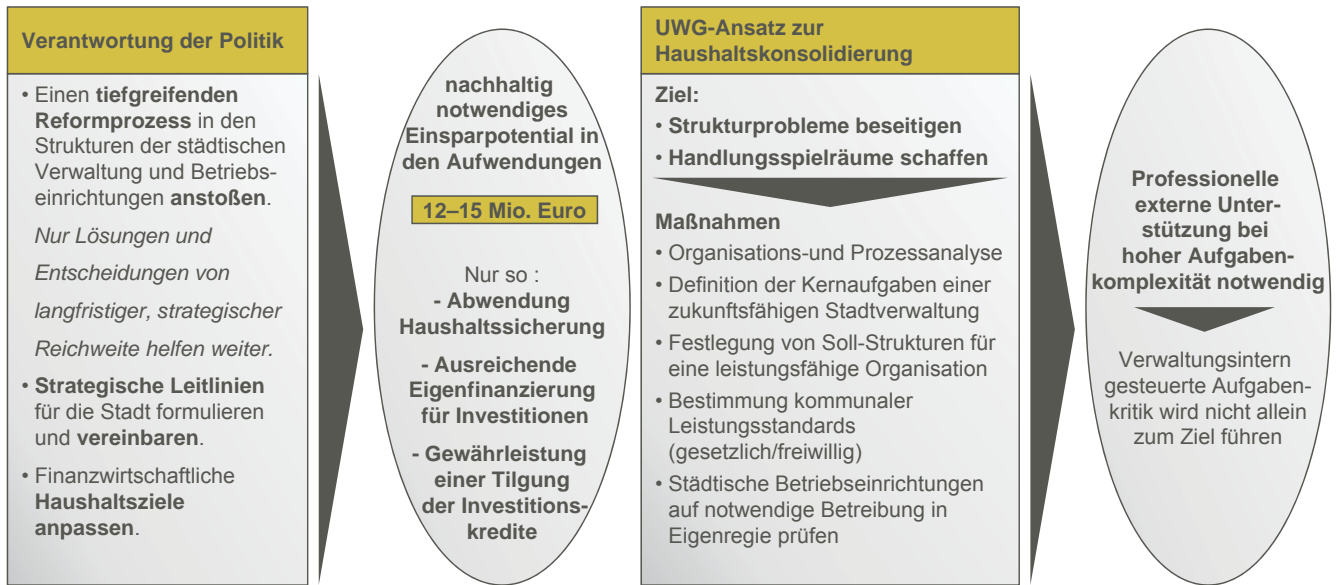 Verantwortung der Politik
• Einen tiefgreifenden
Reformprozess in den
Strukturen der städtischen
Verwaltung und Betriebs-
einrichtungen anstoßen.
Nur Lösungen und
Entscheidungen von
langfristiger, strategischer
Reichweite helfen weiter.
• Strategische Leitlinien
für die Stadt formulieren
und vereinbaren.
• Finanzwirtschaftliche
Haushaltsziele
anpassen.
nachhaltig
notwendiges
Einsparpotential in
den Aufwendungen
12–15 Mio. Euro
Nur so :
- Abwendung
Haushaltssicherung
- Ausreichende
Eigenfinanzierung
für Investitionen
- Gewährleistung
einer Tilgung
der Investitions-
kredite
UWG-Ansatz zur
Haushaltskonsolidierung
Ziel:
• Strukturprobleme beseitigen
• Handlungsspielräume schaffen
Maßnahmen
• Organisations-und Prozessanalyse
• Definition der Kernaufgaben einer
zukunftsfähigen Stadtverwaltung
• Festlegung von Soll-Strukturen für
eine leistungsfähige Organisation
• Bestimmung kommunaler
Leistungsstandards
(gesetzlich/freiwillig)
• Städtische Betriebseinrichtungen
auf notwendige Betreibung in
Eigenregie prüfen
Professionelle
externe Unter-
stützung bei
hoher Aufgaben-
komplexität notwendig
Verwaltungsintern
gesteuerte Aufgaben-
kritik wird nicht allein
zum Ziel führen